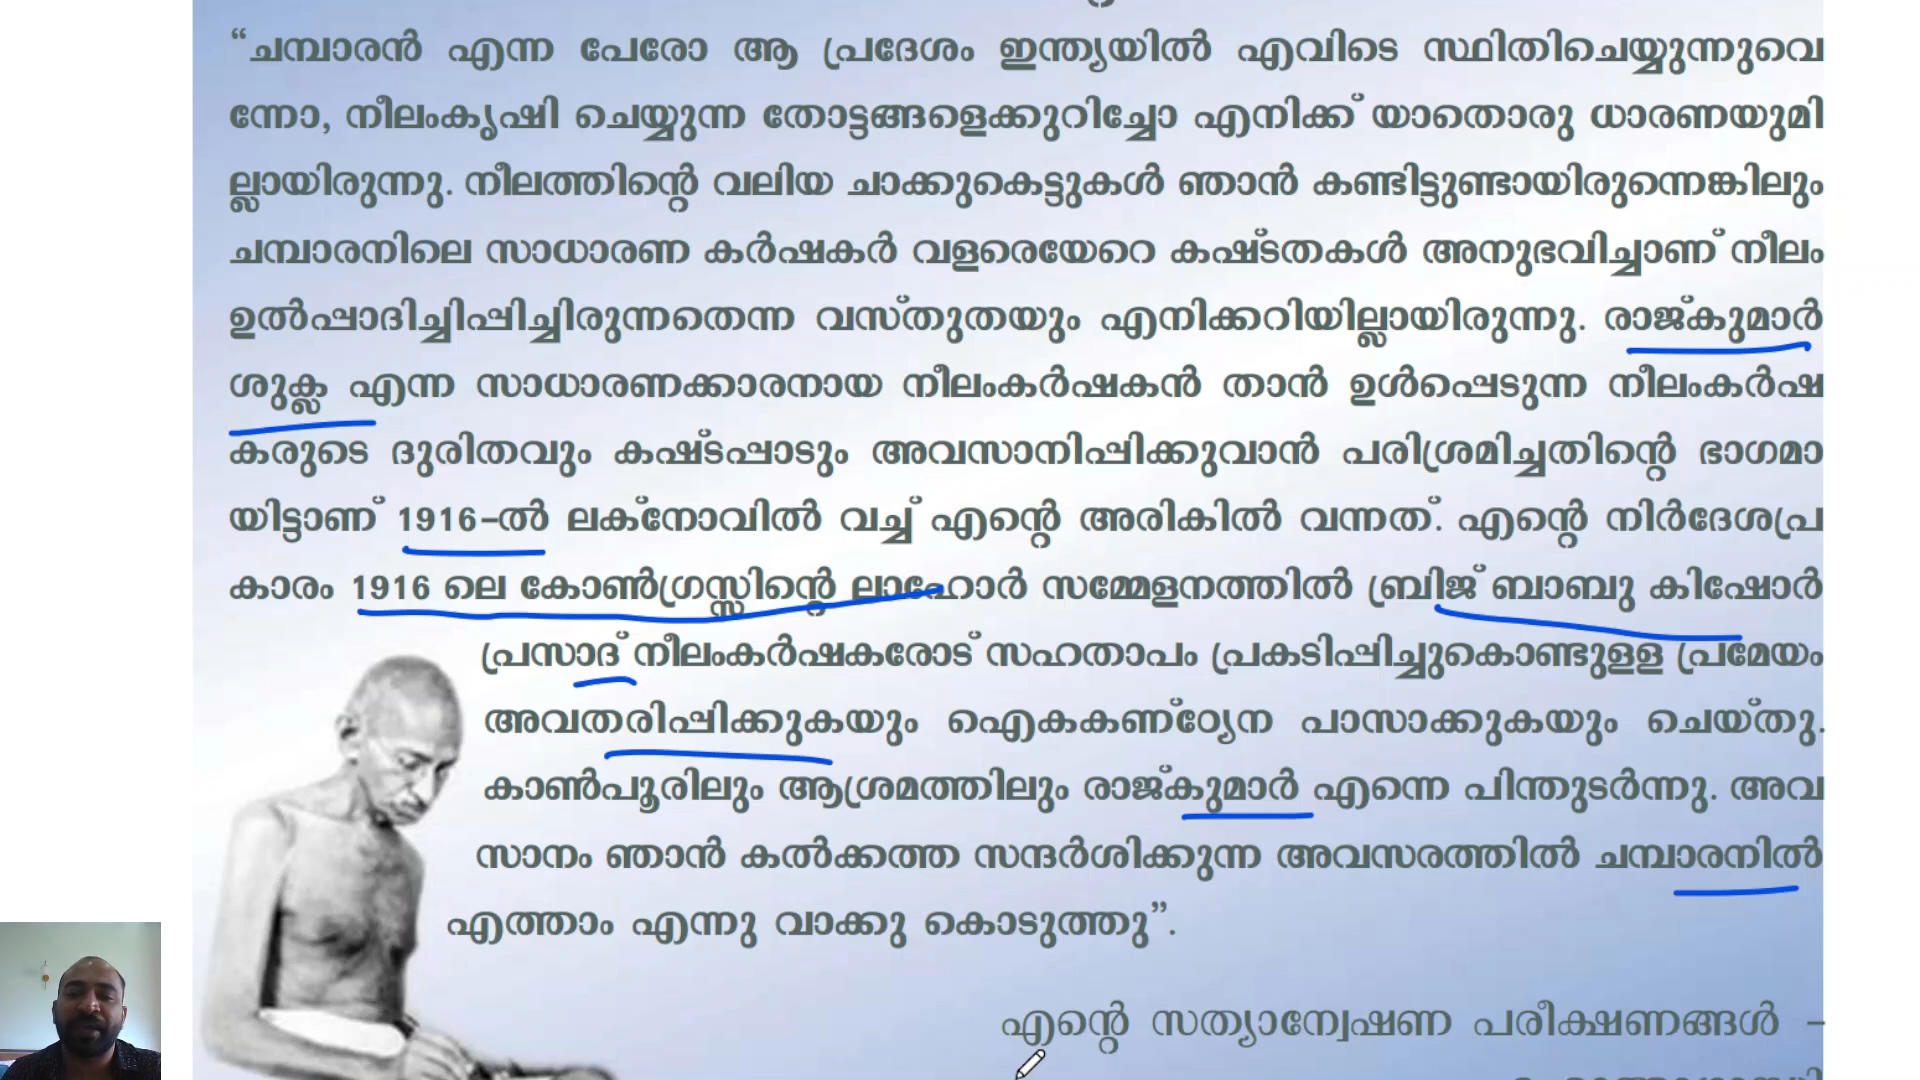 “ചമ്പാരൻ എന്ന പേരോ ആ പ്രദേശം ഇന്ത്യയിൽ എവിടെ സ്ഥിതിചെയ്യുന്നുവെ
ന്നോ, നീലംകൃഷി ചെയ്യുന്ന തോട്ടങ്ങളെക്കുറിച്ചോ എനിക്ക് യാതൊരു ധാരണയുമി
ല്ലായിരുന്നു. നീലത്തിന്റെ വലിയ ചാക്കുകെട്ടുകൾ ഞാൻ കണ്ടിട്ടുണ്ടായിരുന്നെങ്കിലും
ചമ്പാരനിലെ സാധാരണ കർഷകർ വളരെയേറെ കഷ്ടതകൾ അനുഭവിച്ചാണ് നീലം
ഉൽപ്പാദിച്ചിപ്പിച്ചിരുന്നതെന്ന വസ്തുതയും എനിക്കറിയില്ലായിരുന്നു. രാജ്കുമാർ
ശുക്ല എന്ന സാധാരണക്കാരനായ നീലംകർഷകൻ താൻ ഉൾപ്പെടുന്ന നീലംകർഷ
കരുടെ ദുരിതവും കഷ്ടപ്പാടും അവസാനിപ്പിക്കുവാൻ പരിശ്രമിച്ചതിന്റെ ഭാഗമാ
യിട്ടാണ് 1916-ൽ ലക്നോവിൽ വച്ച് എന്റെ അരികിൽ വന്നത്. എന്റെ നിർദേശപ്ര
കാരം 1916 ലെ കോൺഗ്രസ്സിന്റെ ലാഹോർ സമ്മേളനത്തിൽ ബ്രിജ് ബാബു കിഷോർ
പ്രസാദ് നീലംകർഷകരോട് സഹതാപം പ്രകടിപ്പിച്ചുകൊണ്ടുളള പ്രമേയം
അവതരിപ്പിക്കുകയും ഐകകണ്ഠ്യേന പാസാക്കുകയും ചെയ്തു.
കാൺപൂരിലും ആശ്രമത്തിലും രാജ്കുമാർ എന്നെ പിന്തുടർന്നു. അവ
സാനം ഞാൻ കൽക്കത്ത സന്ദർശിക്കുന്ന അവസരത്തിൽ ചമ്പാരനിൽ
എത്താം എന്നു വാക്കു കൊടുത്തു”.
എന്റെ സത്യാന്വേഷണ പരീക്ഷണങ്ങൾ -